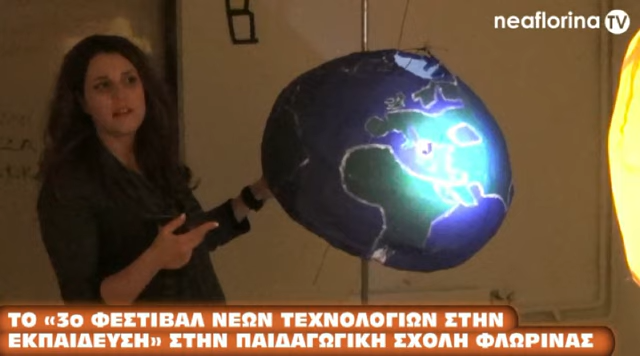 neaflorina TV
ΤΟ «3ο ΦΕΣΤΙΒΑΛ ΝΕΩΝ ΤΕΧΝΟΛΟΓΙΩΝ ΣΤΗΝ
ΕΚΠΑΙΔΕΥΣΗ» ΣΤΗΝ ΠΑΙΔΑΓΩΓΙΚΗ ΣΧΟΛΗ ΦΛΩΡΙΝΑΣ